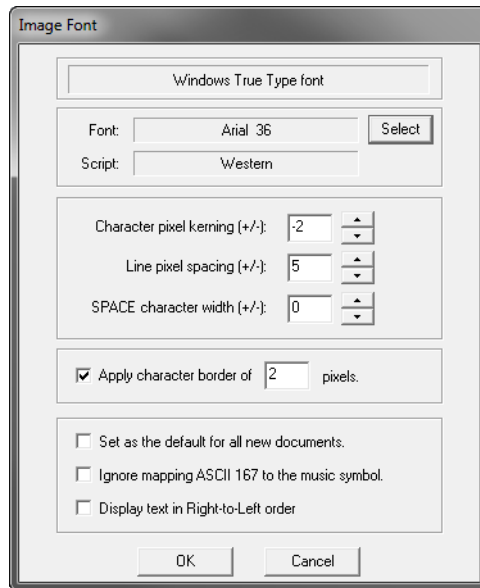 Image Font
Windows True Type font
Font: Arial 36 Select
Script: Western
Character pixel kerning (+/-): -2
Line pixel spacing (+/-): 5
SPACE character width (+/-): 0
Apply character border of 2 pixels.
Set as the default for all new documents.
Ignore mapping ASCII 167 to the music symbol.
Display text in Right-to-Left order
OK Cancel